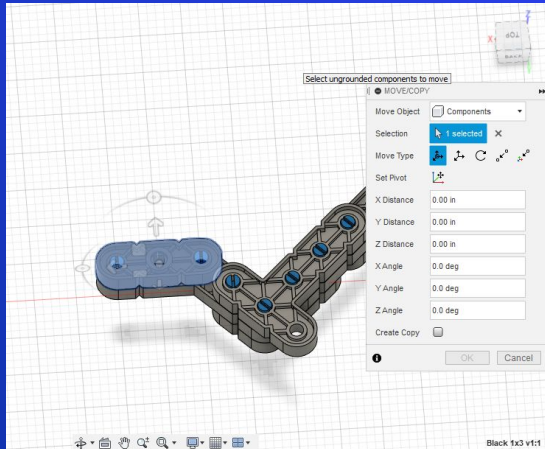 Z
X
TOP
BACK
Select ungrounded components to move
MOVE/COPY
Move Object Components
Selection 1 selected
Move Type
Set Pivot
X Distance 0.00 in
Y Distance 0.00 in
Z Distance 0.00 in
X Angle 0.0 deg
Y Angle 0.0 deg
Z Angle 0.0 deg
Create Copy
OK Cancel
Black 1x3 v1:1